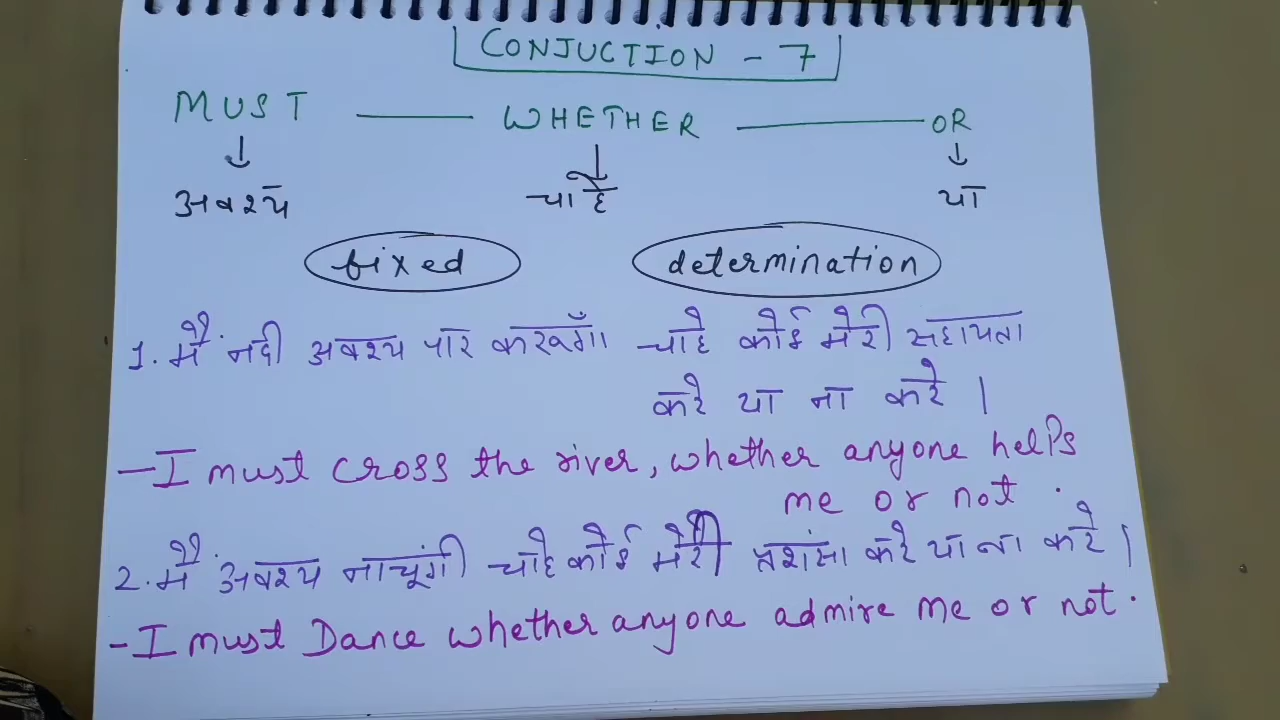 CONJUCTION - 7
MUST — WHETHER — OR
अवश्य चाहे या
fixed determination
1. मैं नदी अवश्य पार करूंगा चाहे कोई मेरी सहायता
करे या ना करे ।
- I must cross the river, whether anyone helps
me or not .
2. मैं अवश्य नाचूंगी चाहे कोई मेरी प्रशंसा करे या ना करे ।
- I must Dance whether anyone admire me or not .